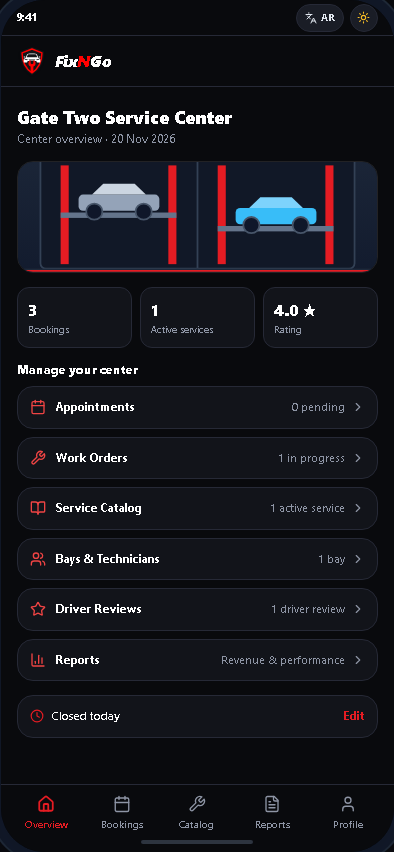 9:41
AR
FixNGo
Gate Two Service Center
Center overview · 20 Nov 2026
3
Bookings
1
Active services
4.0 ★
Rating
Manage your center
Appointments
0 pending
Work Orders
1 in progress
Service Catalog
1 active service
Bays & Technicians
1 bay
Driver Reviews
1 driver review
Reports
Revenue & performance
Closed today
Edit
Overview
Bookings
Catalog
Reports
Profile